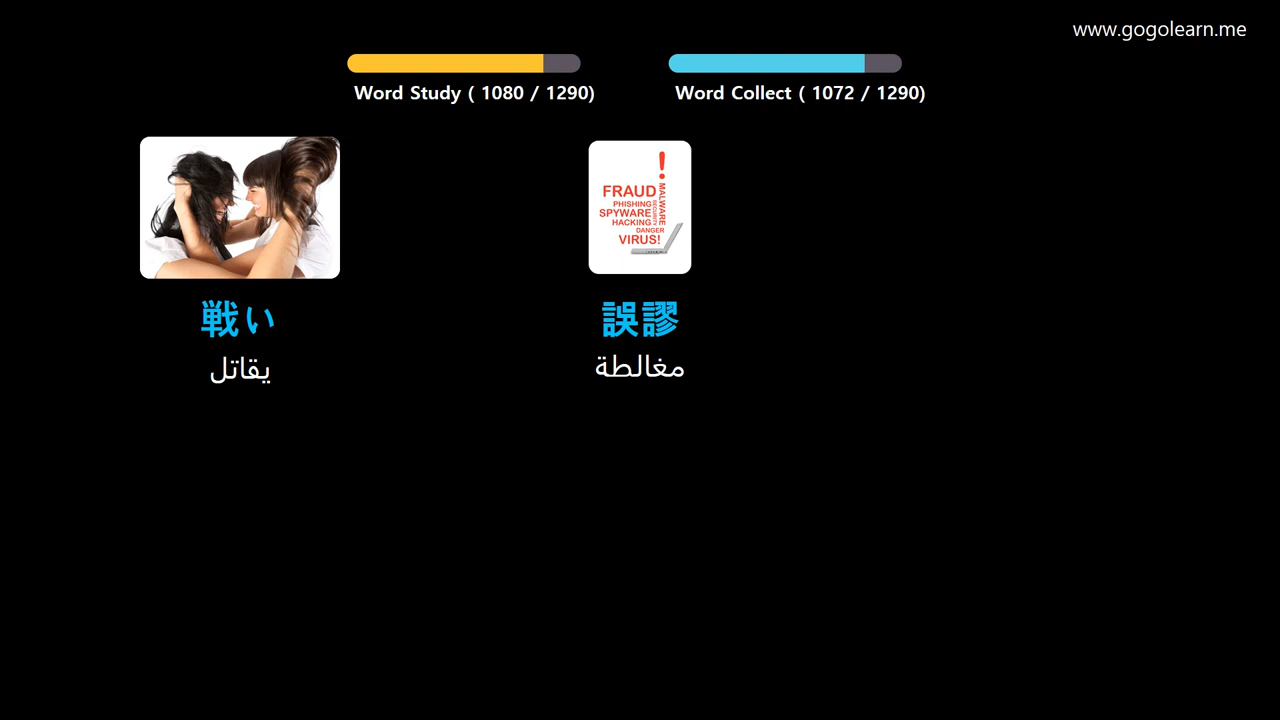 www.gogolearn.me
Word Study ( 1080 / 1290)
Word Collect ( 1072 / 1290)
!
FRAUD
PHISHING
SPYWARE
HACKING
DANGER
VIRUS!
MALWARE
SECURITY
戦い
يقاتل
誤謬
مغالطة